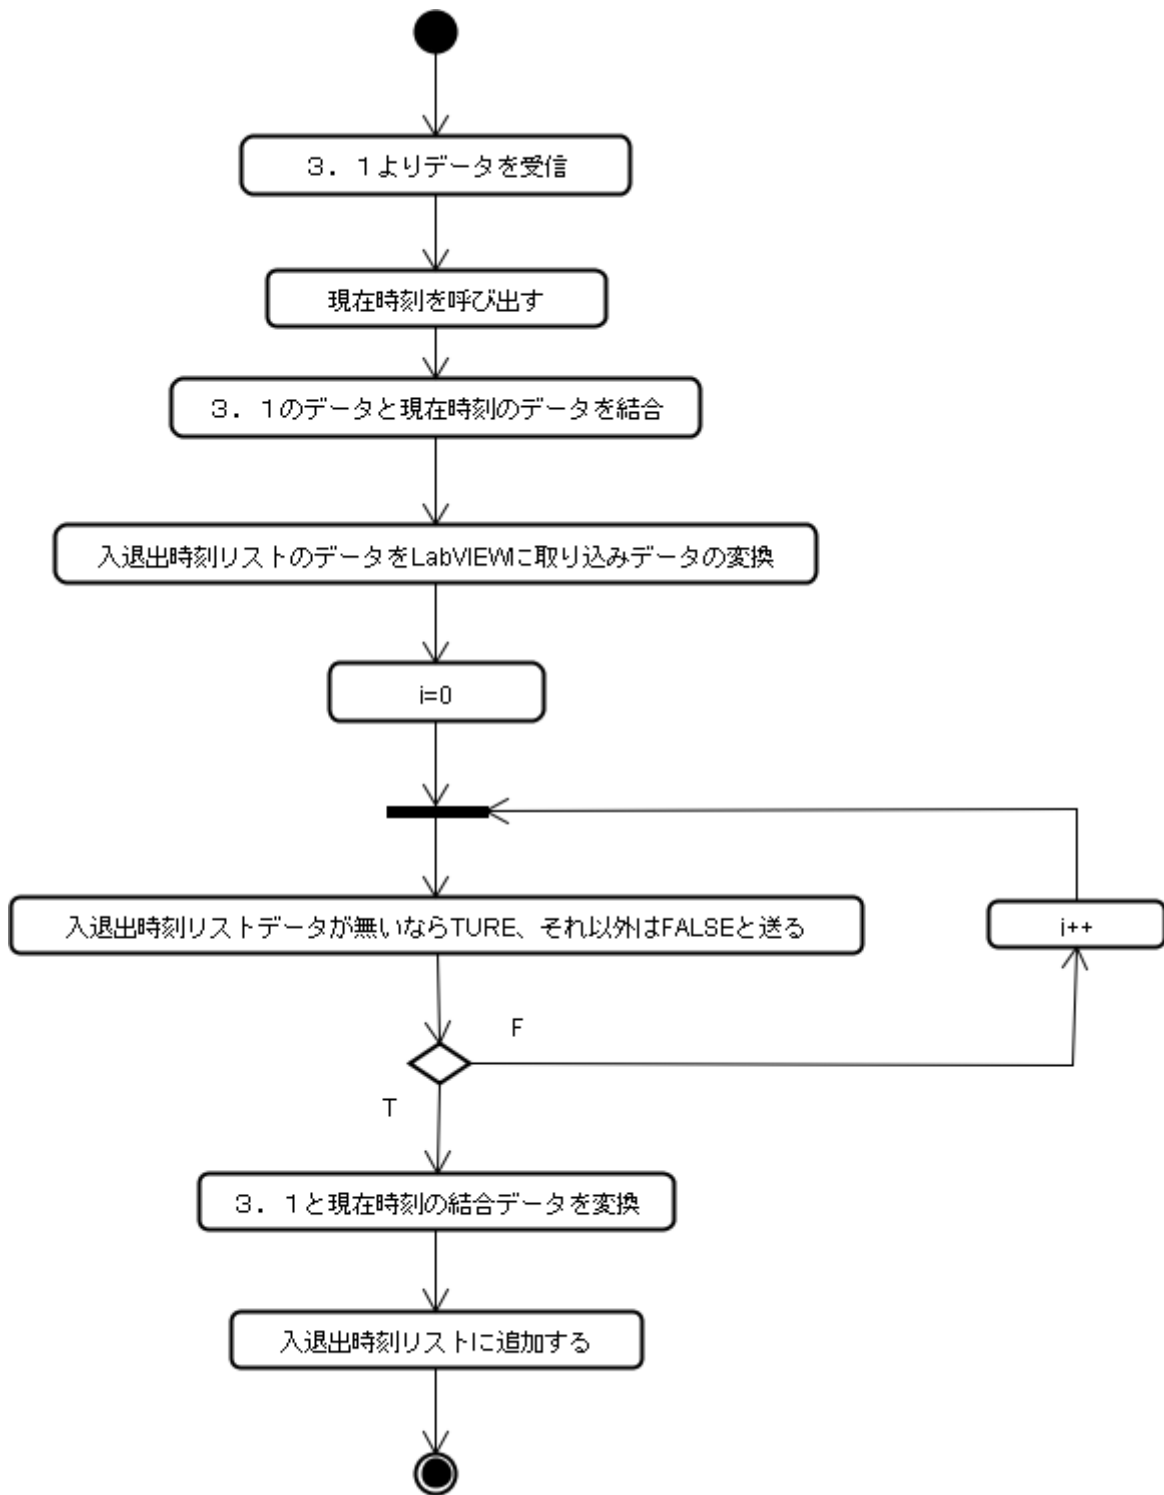 ３．１よりデータを受信
現在時刻を呼び出す
３．１のデータと現在時刻のデータを結合
入退出時刻リストのデータをLabVIEWに取り込みデータの変換
i=0
入退出時刻リストデータが無いならTURE、それ以外はFALSEと送る
i++
F
T
３．１と現在時刻の結合データを変換
入退出時刻リストに追加する